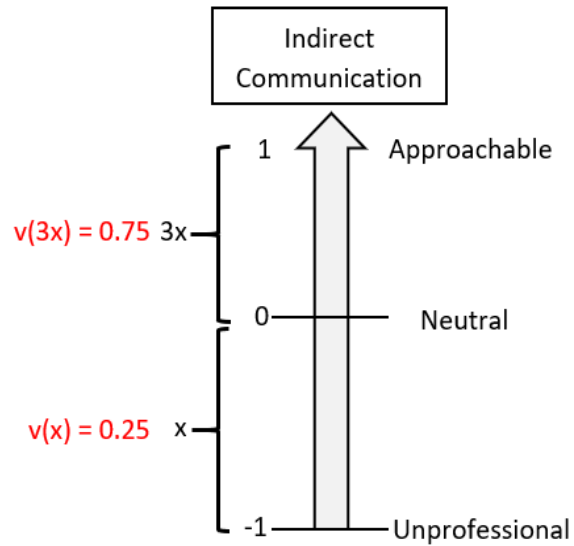 Indirect
Communication
1 Approachable
v(3x) = 0.75 3x
0 Neutral
v(x) = 0.25 x
-1 Unprofessional